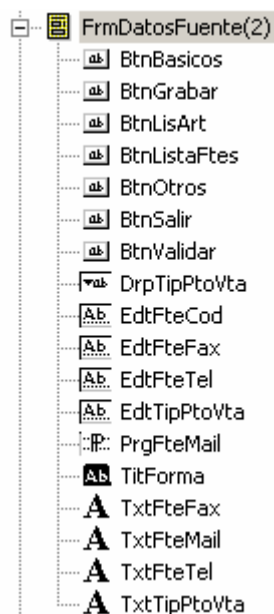 FrmDatosFuente(2)
BtnBasicos
BtnGrabar
BtnLisArt
BtnListaFtes
BtnOtros
BtnSalir
BtnValidar
DrpTipPtoVta
EdtFteCod
EdtFteFax
EdtFteTel
EdtTipPtoVta
PrgFteMail
TitForma
TxtFteFax
TxtFteMail
TxtFteTel
TxtTipPtoVta